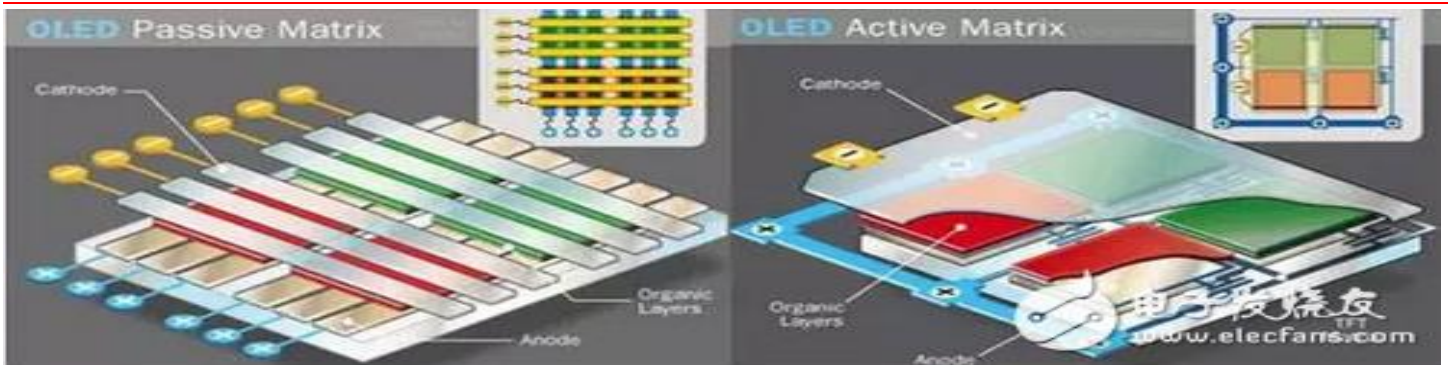 OLED Passive Matrix
Cathode
Organic
Layers
Anode
OLED Active Matrix
Cathode
Organic
Layers
Anode
TFT
电子发烧友
www.elecfans.com